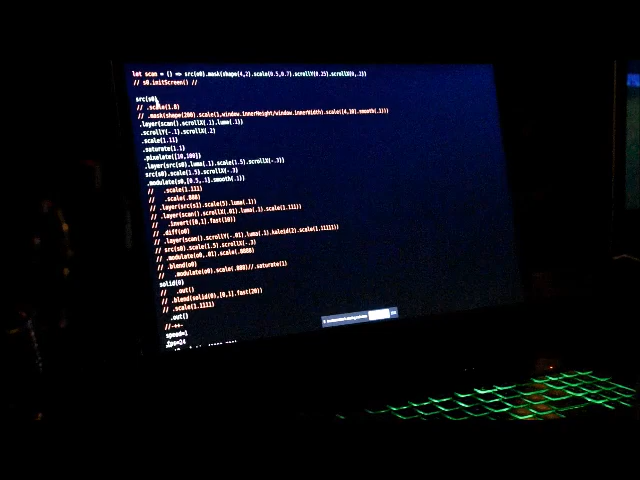 let scan = () => src(o0).mask(shape(4,2).scale(0.5,0.7).scrollY(0.25).scrollX(0,.2))
// s0.initScreen() //
src(s0)
// .scale(1.8)
// .mask(shape(200).scale(1,window.innerHeight/window.innerWidth).scale([4,10].smooth(.1)))
.layer(scan().scrollX(.1).luma(.1))
.scrollY(-.1).scrollX(.2)
.scale(1.11)
.saturate(1.1)
.pixelate([10,100])
.layer(src(s0).luma(.1).scale(1.5).scrollX(-.3))
src(s0).scale(1.5).scrollX(-.3)
.modulate(s0,[0.5,.1].smooth(.1))
// .scale(1.111)
// .scale(.888)
// .layer(src(s1).scale(5).luma(.1)
// .layer(scan().scrollX(.01).luma(.1).scale(1.111))
// .invert([0,1].fast(10))
// .diff(o0)
// .layer(scan().scrollY(-.01).luma(.1).kaleid(2).scale(1.11111)
// src(s0).scale(1.5).scrollX(-.3)
// .modulate(o0,.01).scale(.8888)
// .blend(o0)
// .modulate(o0).scale(.888)//.saturate(1)
solid(0)
// .out()
// .blend(solid(0),[0,1].fast(20))
// .scale(1.1111)
.out()
//-++-
speed=1
fps=24